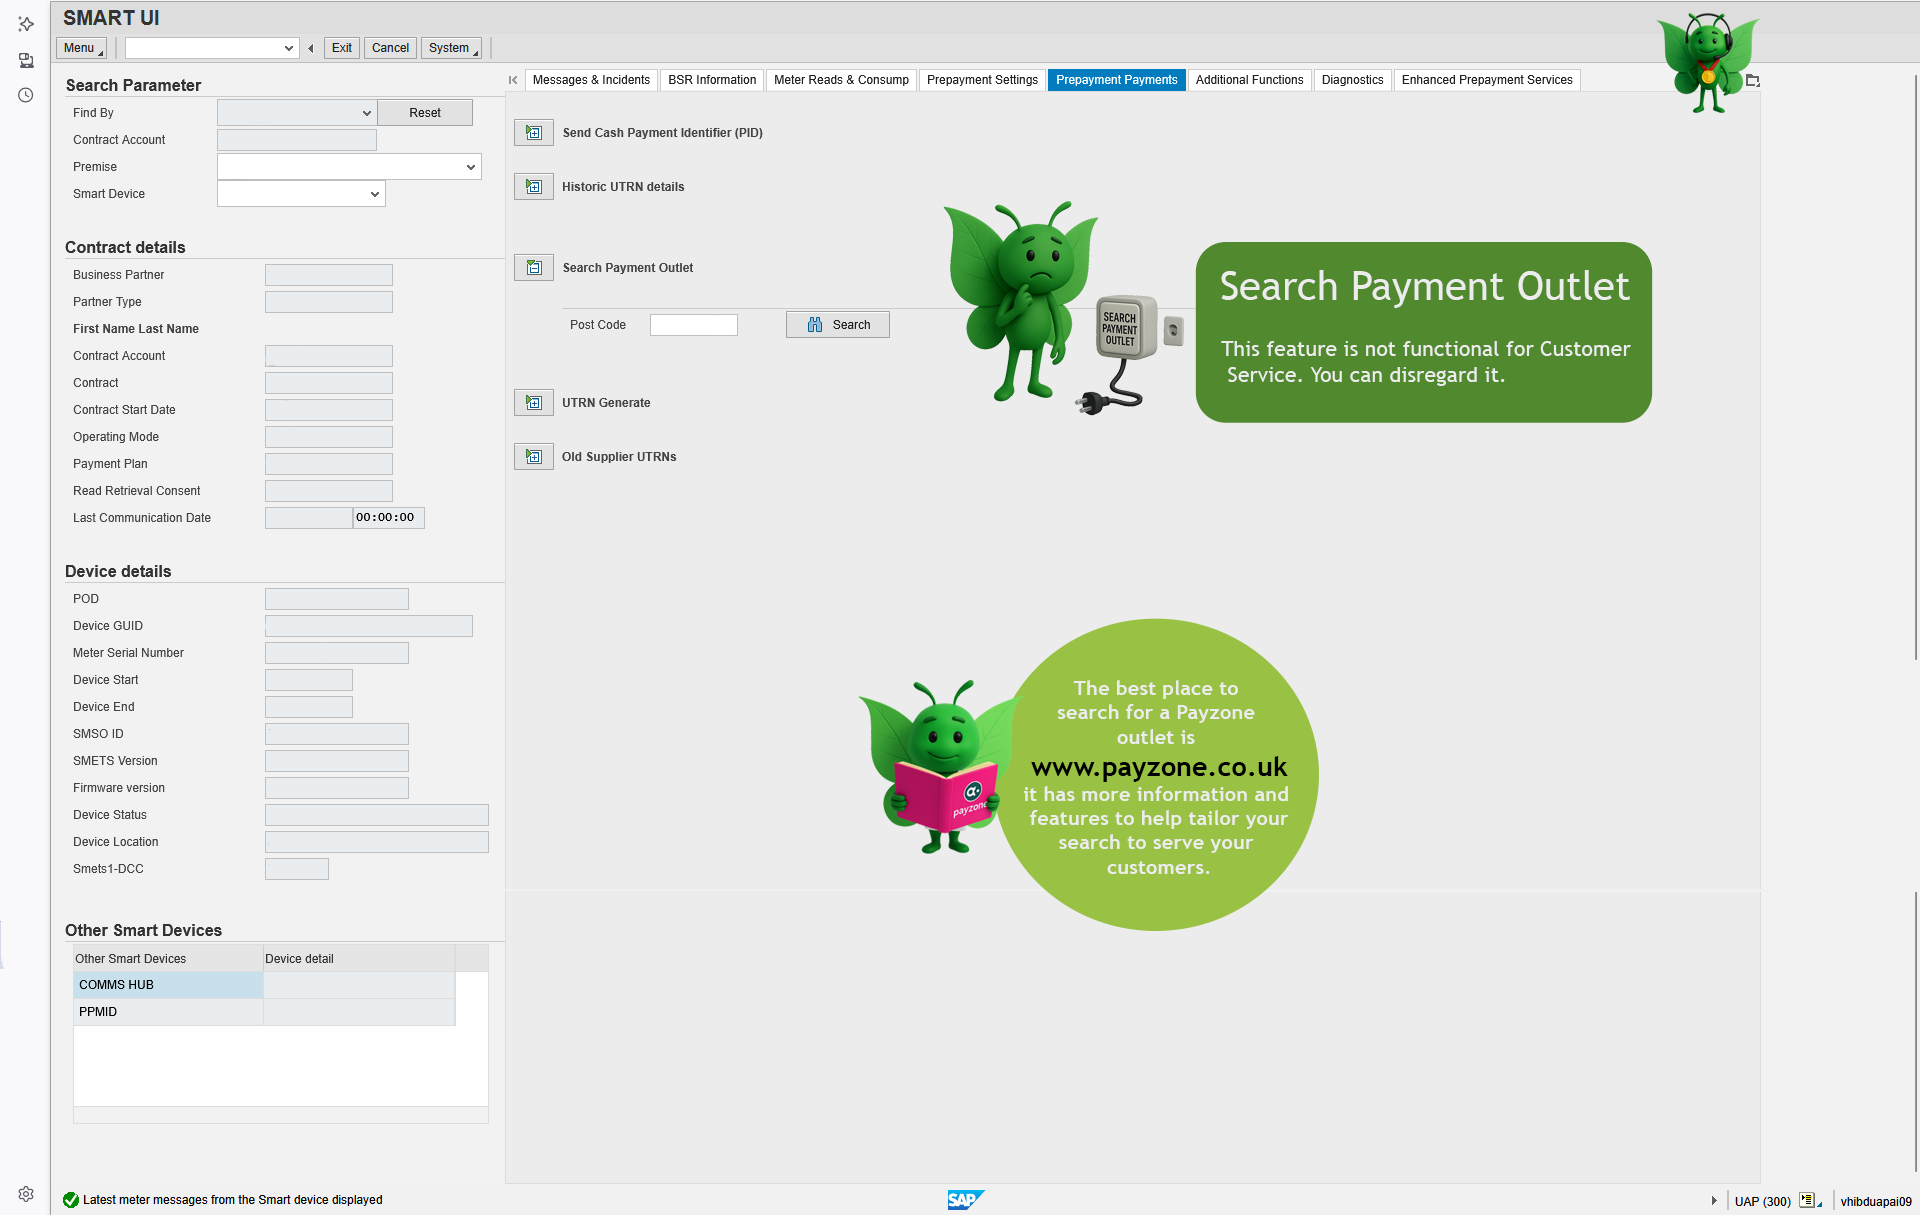 SMART UI
Menu
Exit
Cancel
System
Search Parameter
Find By
Reset
Contract Account
Premise
Smart Device
Contract details
Business Partner
Partner Type
First Name Last Name
Contract Account
Contract
Contract Start Date
Operating Mode
Payment Plan
Read Retrieval Consent
Last Communication Date
00:00:00
Device details
POD
Device GUID
Meter Serial Number
Device Start
Device End
SMSO ID
SMETS Version
Firmware version
Device Status
Device Location
Smets1-DCC
Other Smart Devices
Other Smart Devices Device detail
COMMS HUB
PPMID
Messages & Incidents
BSR Information
Meter Reads & Consump
Prepayment Settings
Prepayment Payments
Additional Functions
Diagnostics
Enhanced Prepayment Services
Send Cash Payment Identifier (PID)
Historic UTRN details
Search Payment Outlet
Post Code
Search
UTRN Generate
Old Supplier UTRNs
SEARCH
PAYMENT
OUTLET
Search Payment Outlet
This feature is not functional for Customer
Service. You can disregard it.
payzone
The best place to
search for a Payzone
outlet is
www.payzone.co.uk
it has more information and
features to help tailor your
search to serve your
customers.
Latest meter messages from the Smart device displayed
SAP
UAP (300)
vhibduapai09